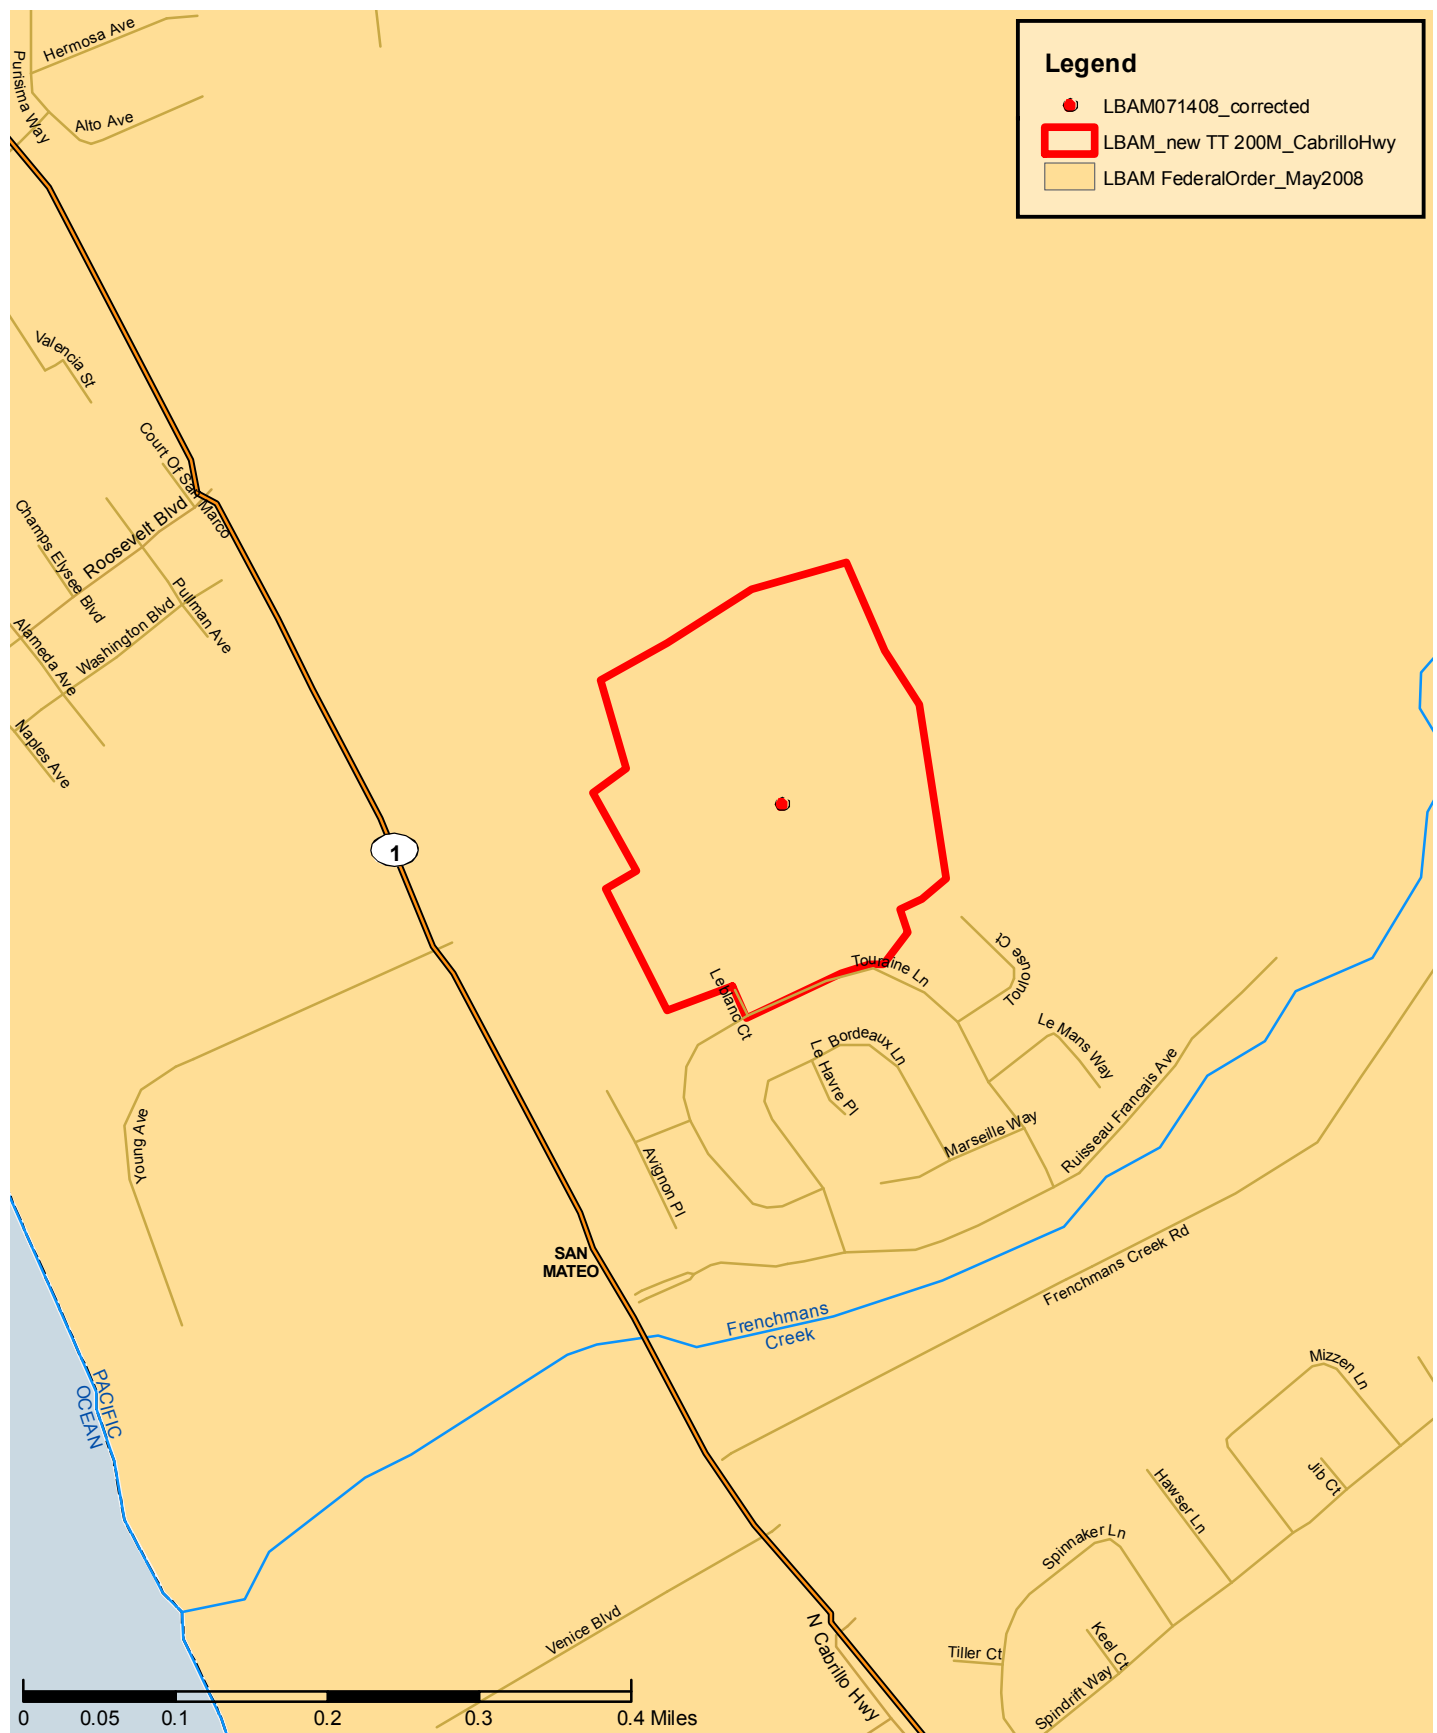 Hermosa Ave
Purisima Way
Alto Ave
Legend
LBAM071408_corrected
LBAM_new TT 200M_CabrilloHwy
LBAM FederalOrder_May2008
Valencia St
Court Of San Marco
Champs Elysee Blvd
Roosevelt Blvd
Pullman Ave
Washington Blvd
Alameda Ave
Naples Ave
1
Touraine Ln
Leblanc Ct
Toulouse Ct
Le Mans Way
Bordeaux Ln
Le Havre Pl
Marseille Way
Ruisseau Francais Ave
Young Ave
Avignon Pl
SAN
MATEO
Frenchmans Creek Rd
Frenchmans
Creek
PACIFIC
OCEAN
Mizzen Ln
Jib Ct
Hawser Ln
Spinnaker Ln
Venice Blvd
N Cabrillo Hwy
Tiller Ct
Keel Ct
Spindrift Way
0 0.05 0.1 0.2 0.3 0.4 Miles